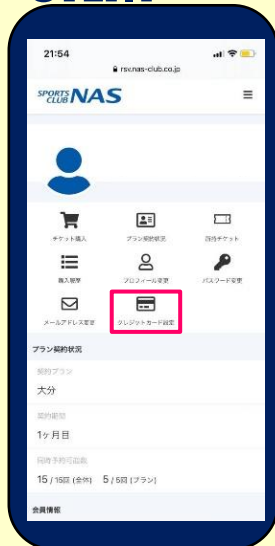 21:54
rsv.nas-club.co.jp
SPORTS CLUB NAS
チケット購入 プラン契約状況 所持チケット
購入履歴 プロフィール変更 パスワード変更
メールアドレス変更 クレジットカード設定
プラン契約状況
契約プラン
大分
契約期間
1ヶ月目
同時予約可能数
15 / 15回 (全体) 5 / 5回 (プラン)
会員情報